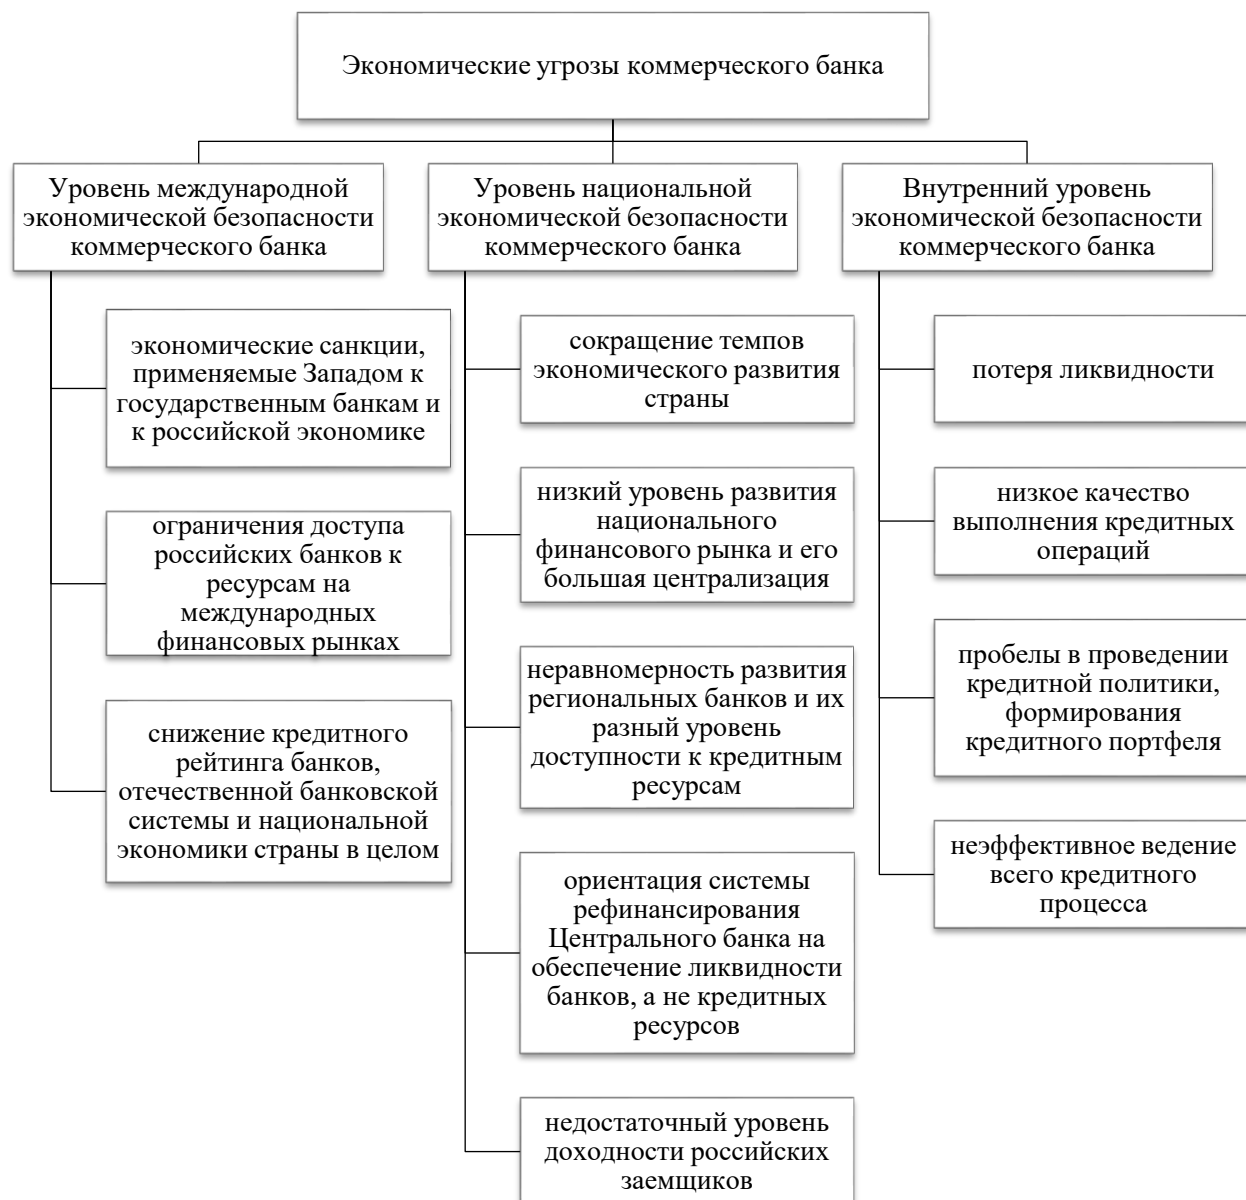 Экономические угрозы коммерческого банка
Уровень международной
экономической безопасности
коммерческого банка
экономические санкции,
применяемые Западом к
государственным банкам и
к российской экономике
ограничения доступа
российских банков к
ресурсам на
международных
финансовых рынках
снижение кредитного
рейтинга банков,
отечественной банковской
системы и национальной
экономики страны в целом
Уровень национальной
экономической безопасности
коммерческого банка
сокращение темпов
экономического развития
страны
низкий уровень развития
национального
финансового рынка и его
большая централизация
неравномерность развития
региональных банков и их
разный уровень
доступности к кредитным
ресурсам
ориентация системы
рефинансирования
Центрального банка на
обеспечение ликвидности
банков, а не кредитных
ресурсов
недостаточный уровень
доходности российских
заемщиков
Внутренний уровень
экономической безопасности
коммерческого банка
потеря ликвидности
низкое качество
выполнения кредитных
операций
пробелы в проведении
кредитной политики,
формирования
кредитного портфеля
неэффективное ведение
всего кредитного
процесса